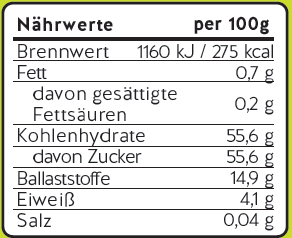 Nährwerte per 100g
Brennwert 1160 kJ / 275 kcal
Fett 0,7 g
davon gesättigte
Fettsäuren 0,2 g
Kohlenhydrate 55,6 g
davon Zucker 55,6 g
Ballaststoffe 14,9 g
Eiweiß 4,1 g
Salz 0,04 g